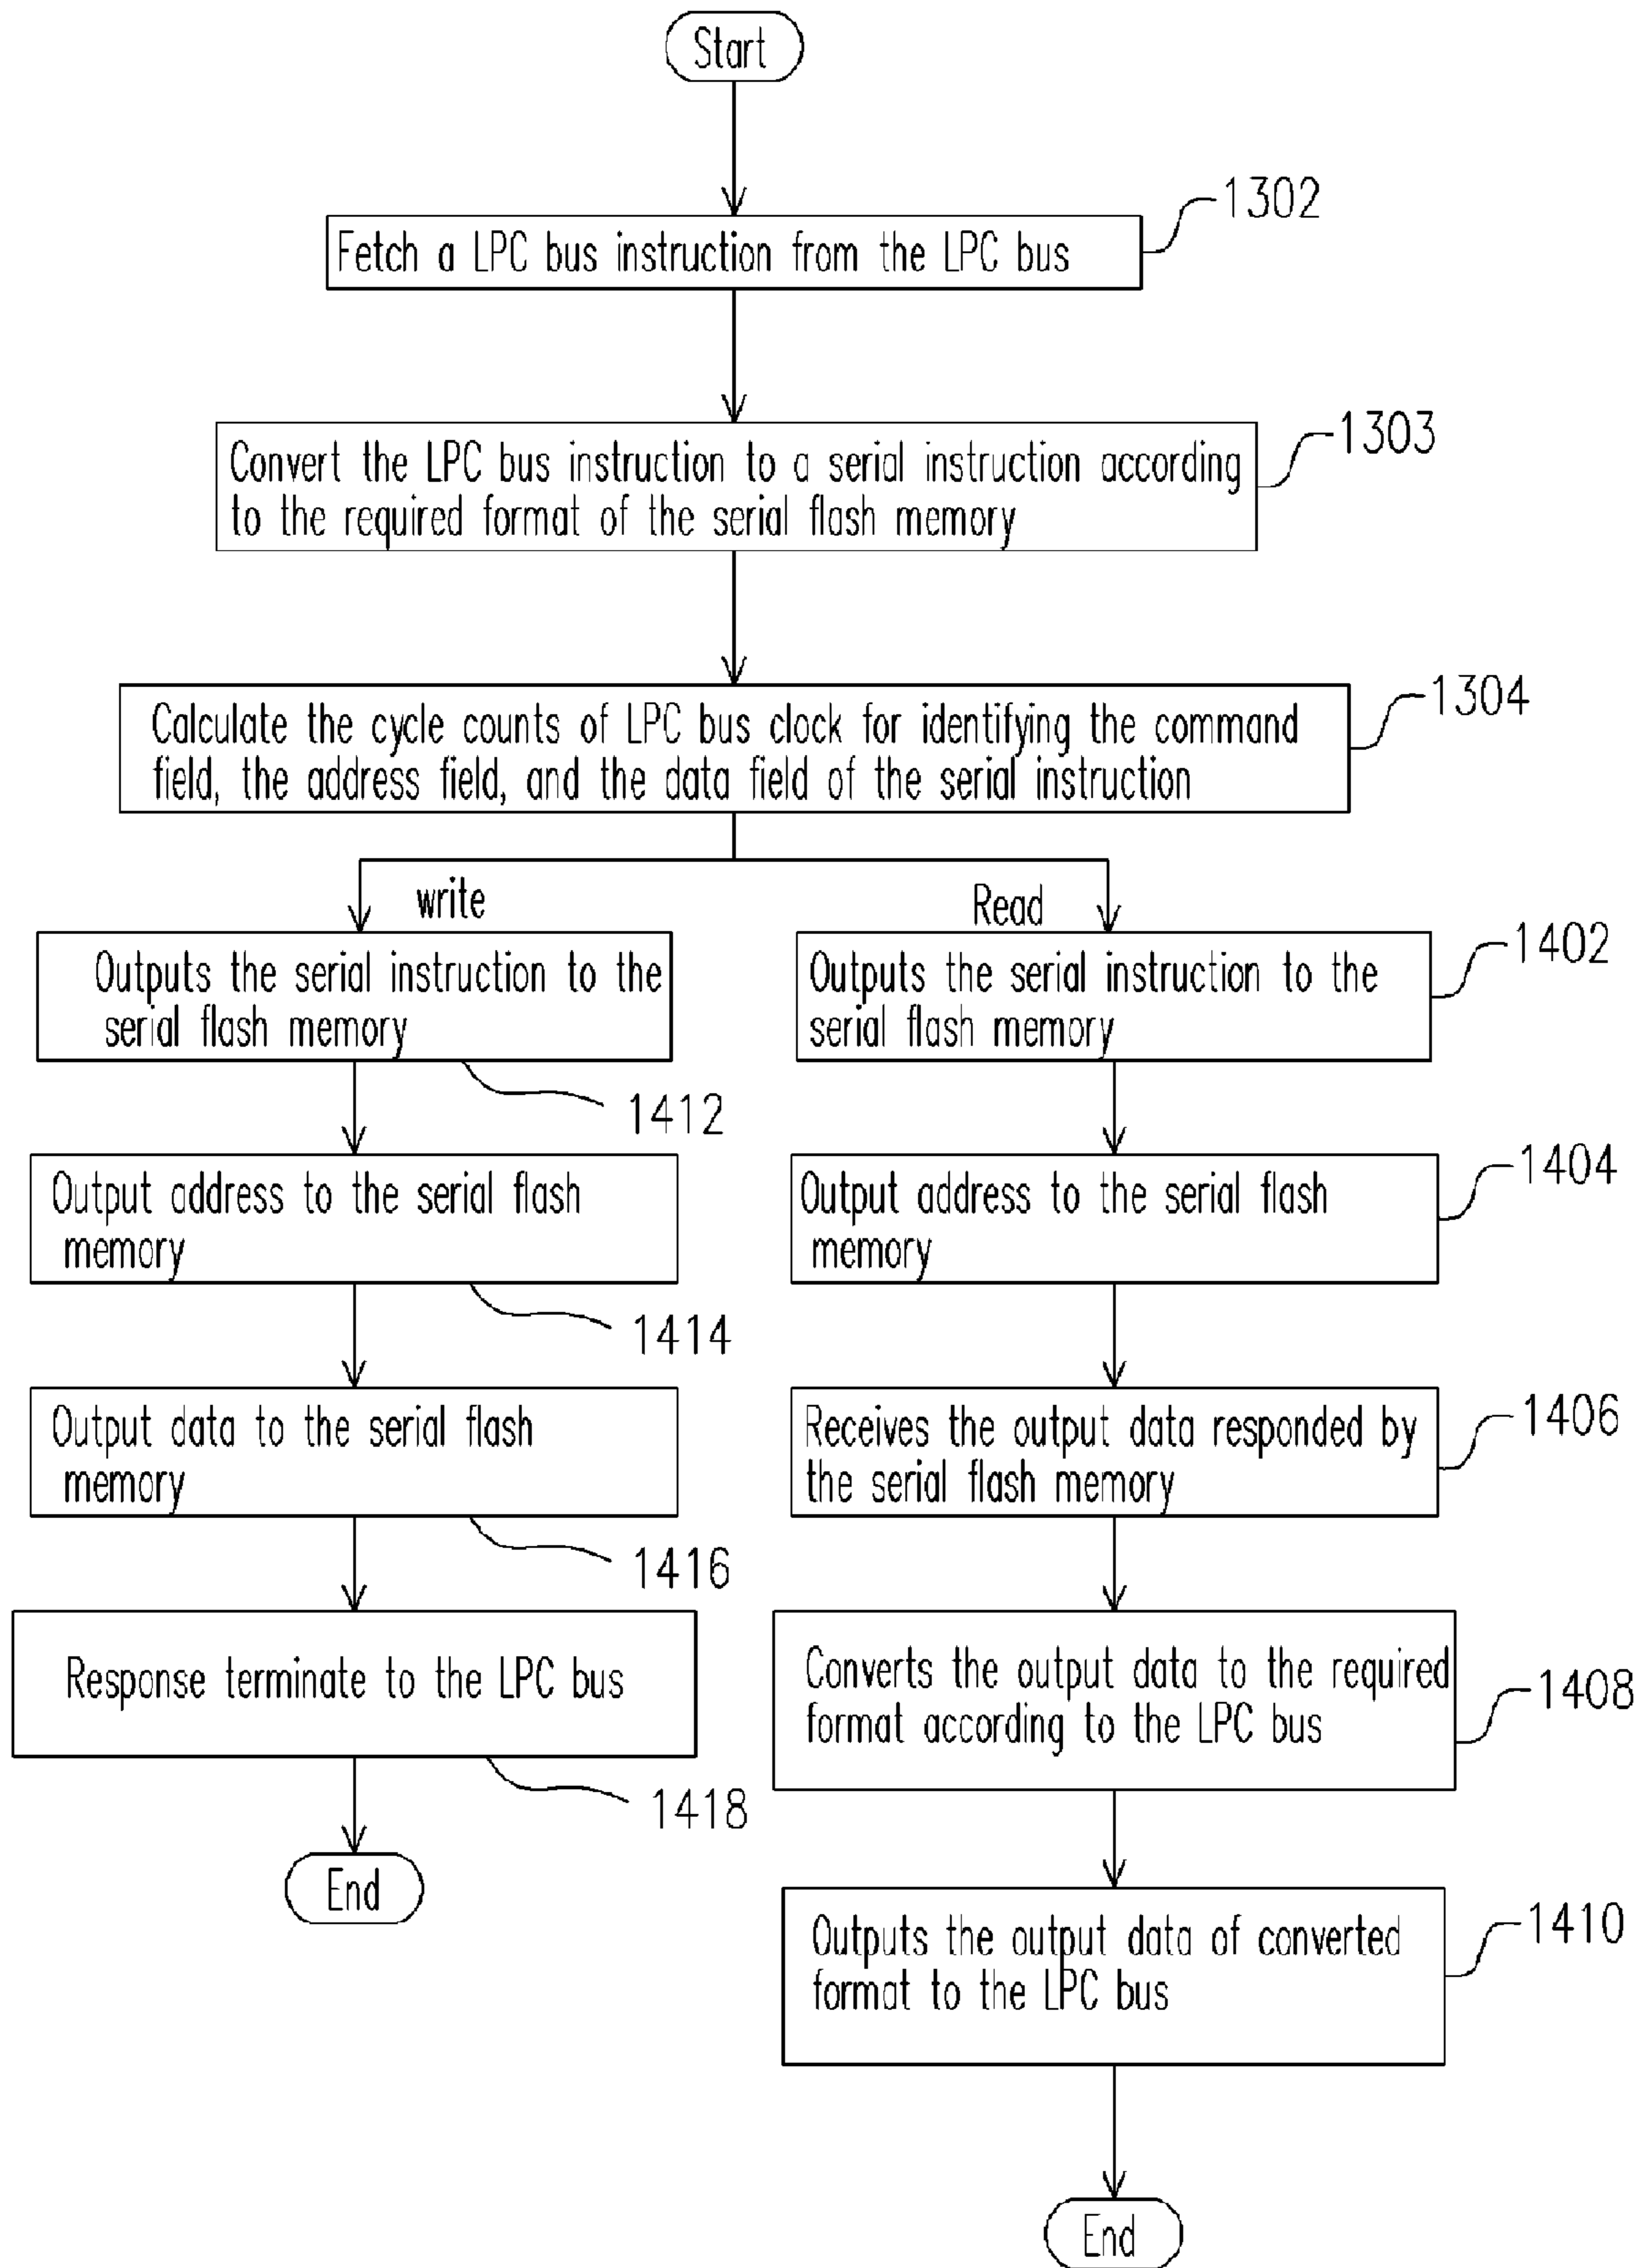 Start
1302
Fetch a LPC bus instruction from the LPC bus
1303
Convert the LPC bus instruction to a serial instruction according
to the required format of the serial flash memory
1304
Calculate the cycle counts of LPC bus clock for identifying the command
field, the address field, and the data field of the serial instruction
write
Outputs the serial instruction to the
serial flash memory
1412
Output address to the serial flash
memory
1414
Output data to the serial flash
memory
1416
Response terminate to the LPC bus
1418
End
Read
1402
Outputs the serial instruction to the
serial flash memory
1404
Output address to the serial flash
memory
1406
Receives the output data responded by
the serial flash memory
1408
Converts the output data to the required
format according to the LPC bus
1410
Outputs the output data of converted
format to the LPC bus
End